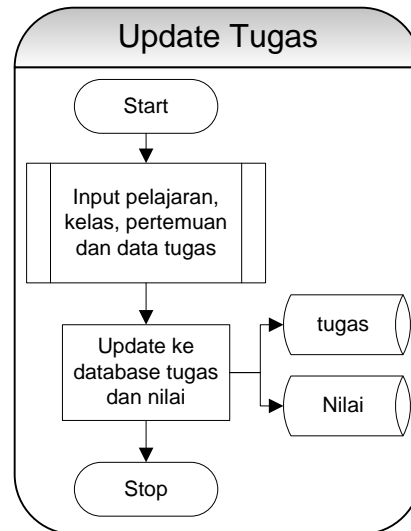 Update Tugas
Start
Input pelajaran,
kelas, pertemuan
dan data tugas
Update ke
database tugas
dan nilai
tugas
Nilai
Stop